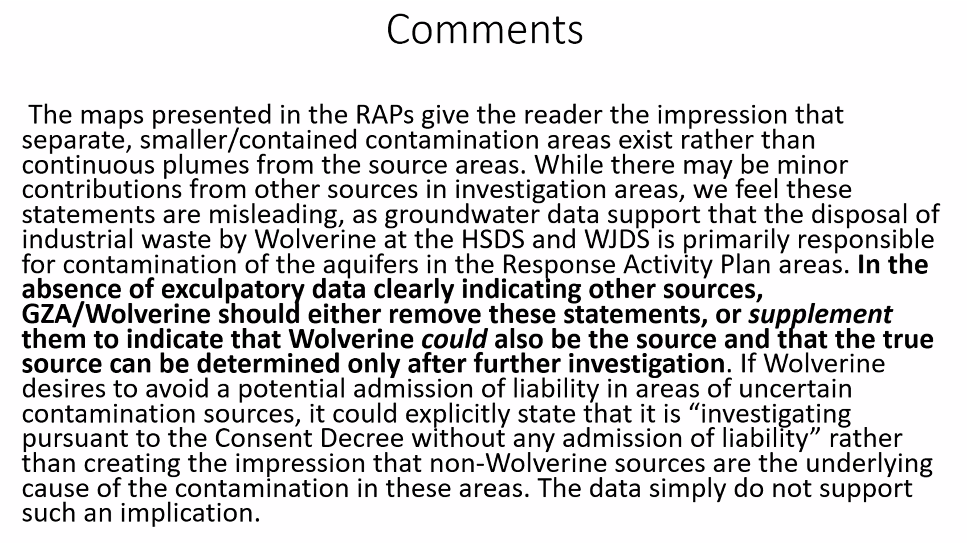 Comments
The maps presented in the RAPs give the reader the impression that
separate, smaller/contained contamination areas exist rather than
continuous plumes from the source areas. While there may be minor
contributions from other sources in investigation areas, we feel these
statements are misleading, as groundwater data support that the disposal of
industrial waste by Wolverine at the HSDS and WJDS is primarily responsible
for contamination of the aquifers in the Response Activity Plan areas. In the
absence of exculpatory data clearly indicating other sources,
GZA/Wolverine should either remove these statements, or supplement
them to indicate that Wolverine could also be the source and that the true
source can be determined only after further investigation. If Wolverine
desires to avoid a potential admission of liability in areas of uncertain
contamination sources, it could explicitly state that it is “investigating
pursuant to the Consent Decree without any admission of liability” rather
than creating the impression that non-Wolverine sources are the underlying
cause of the contamination in these areas. The data simply do not support
such an implication.